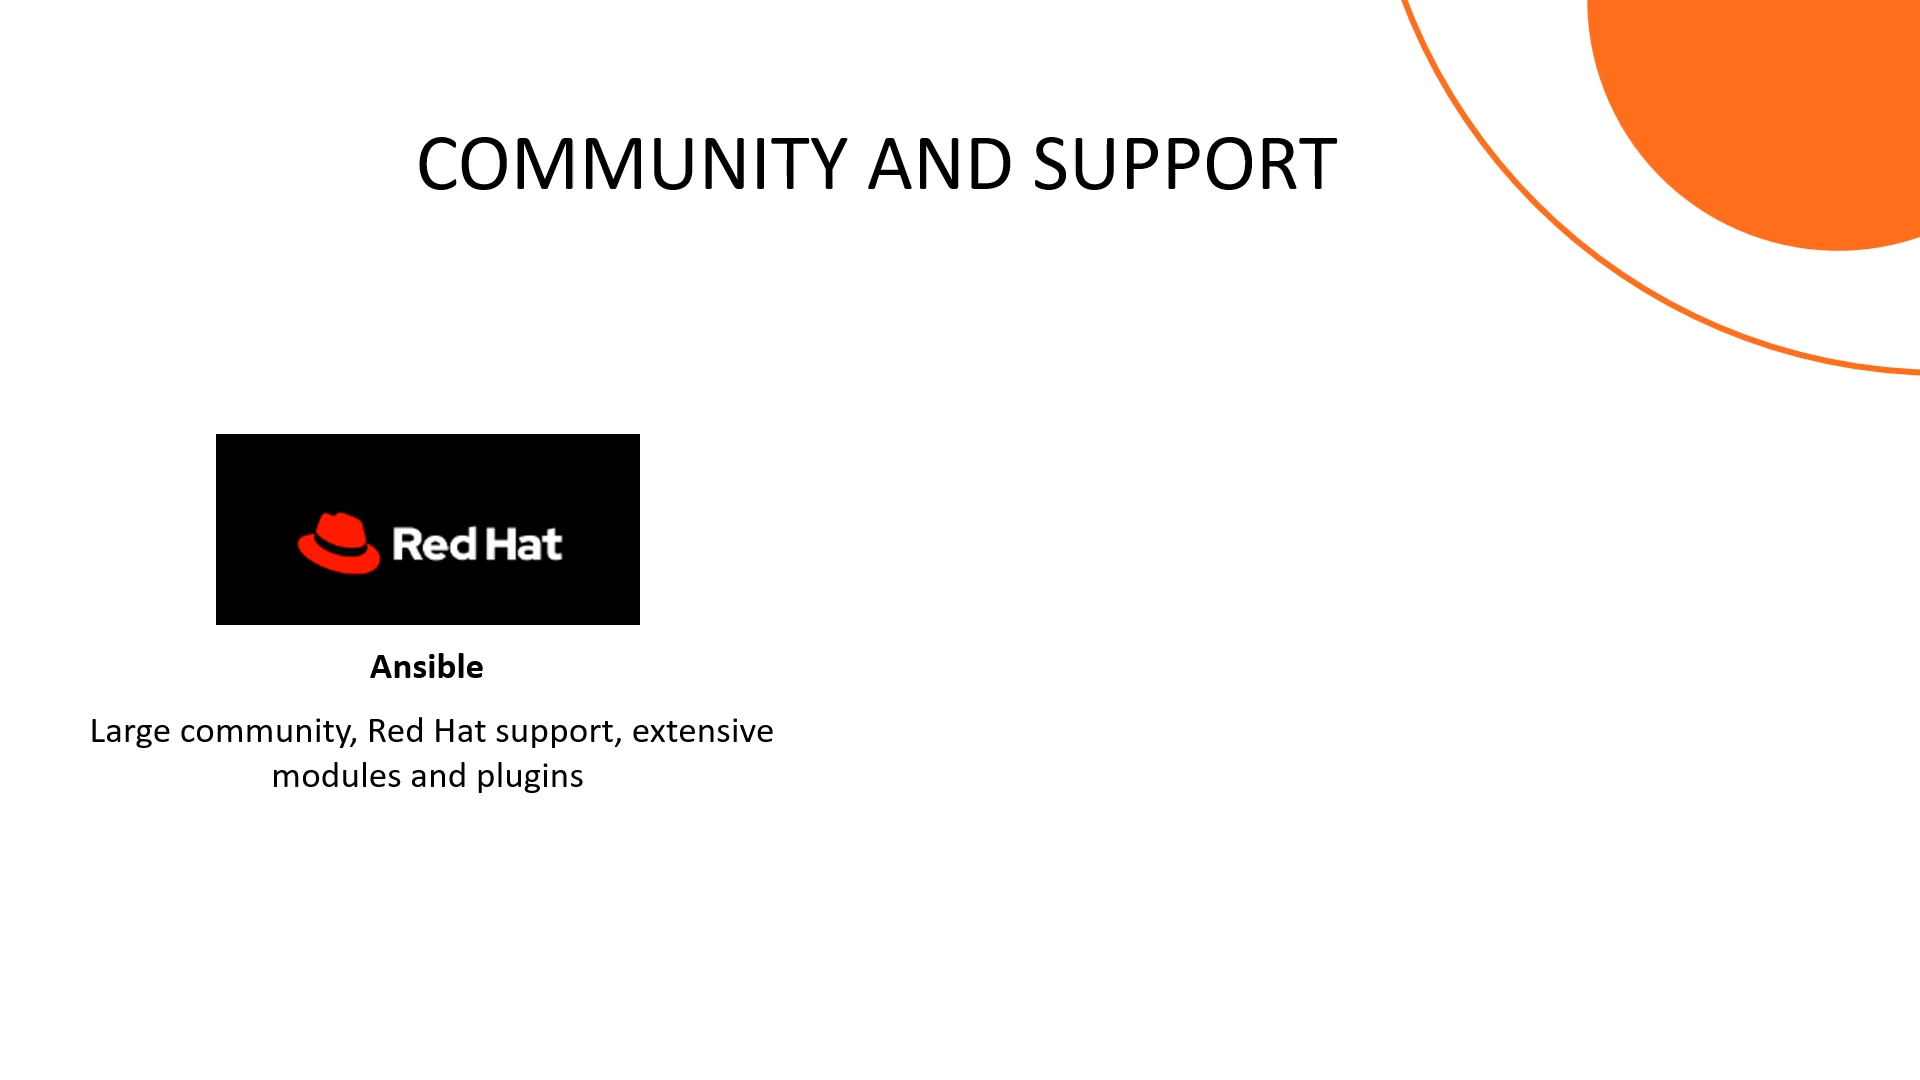 COMMUNITY AND SUPPORT
Red Hat
Ansible
Large community, Red Hat support, extensive
modules and plugins